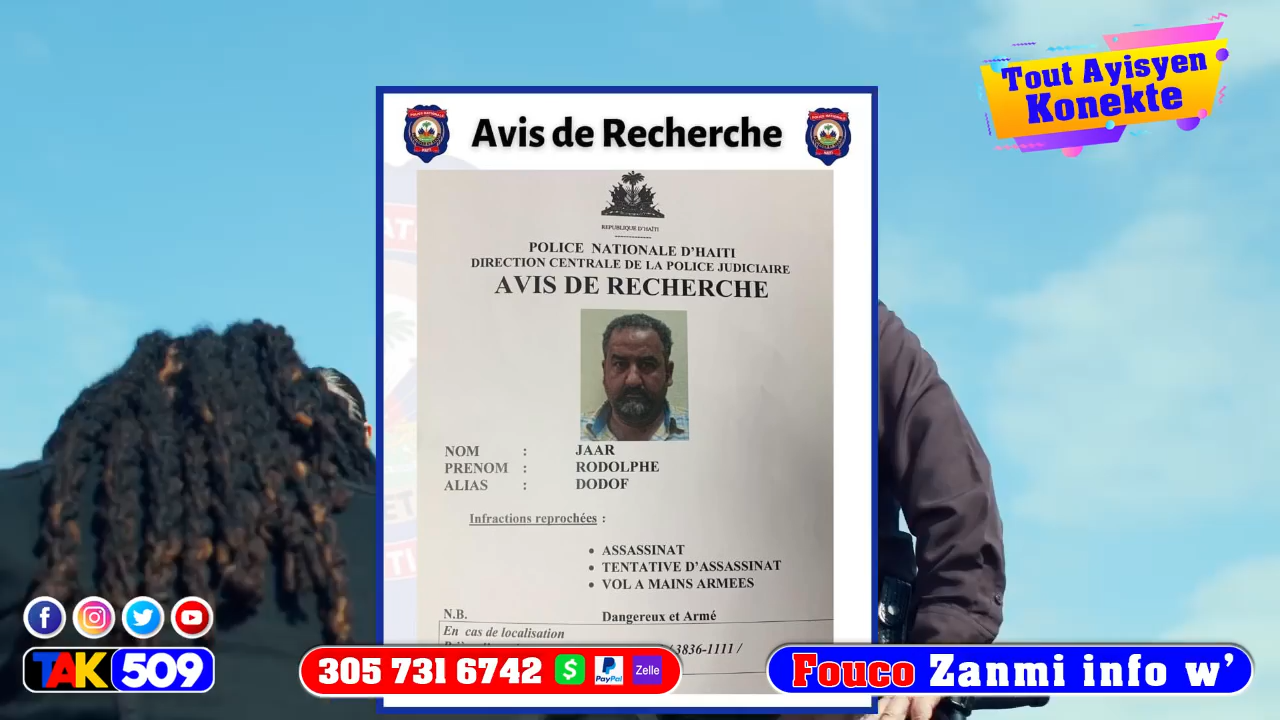 Tout Ayisyen
Konekte
Avis de Recherche
REPUBLIQUE D'HAITI
POLICE NATIONALE D'HAITI
DIRECTION CENTRALE DE LA POLICE JUDICIAIRE
AVIS DE RECHERCHE
NOM : JAAR
PRENOM : RODOLPHE
ALIAS : DODOF
Infractions reprochées :
• ASSASSINAT
• TENTATIVE D'ASSASSINAT
• VOL A MAINS ARMEES
N.B. Dangereux et Armé
En cas de localisation
3836-1111 /
TAK 509
305 731 6742 PayPal Zelle
Fouco Zanmi info w'